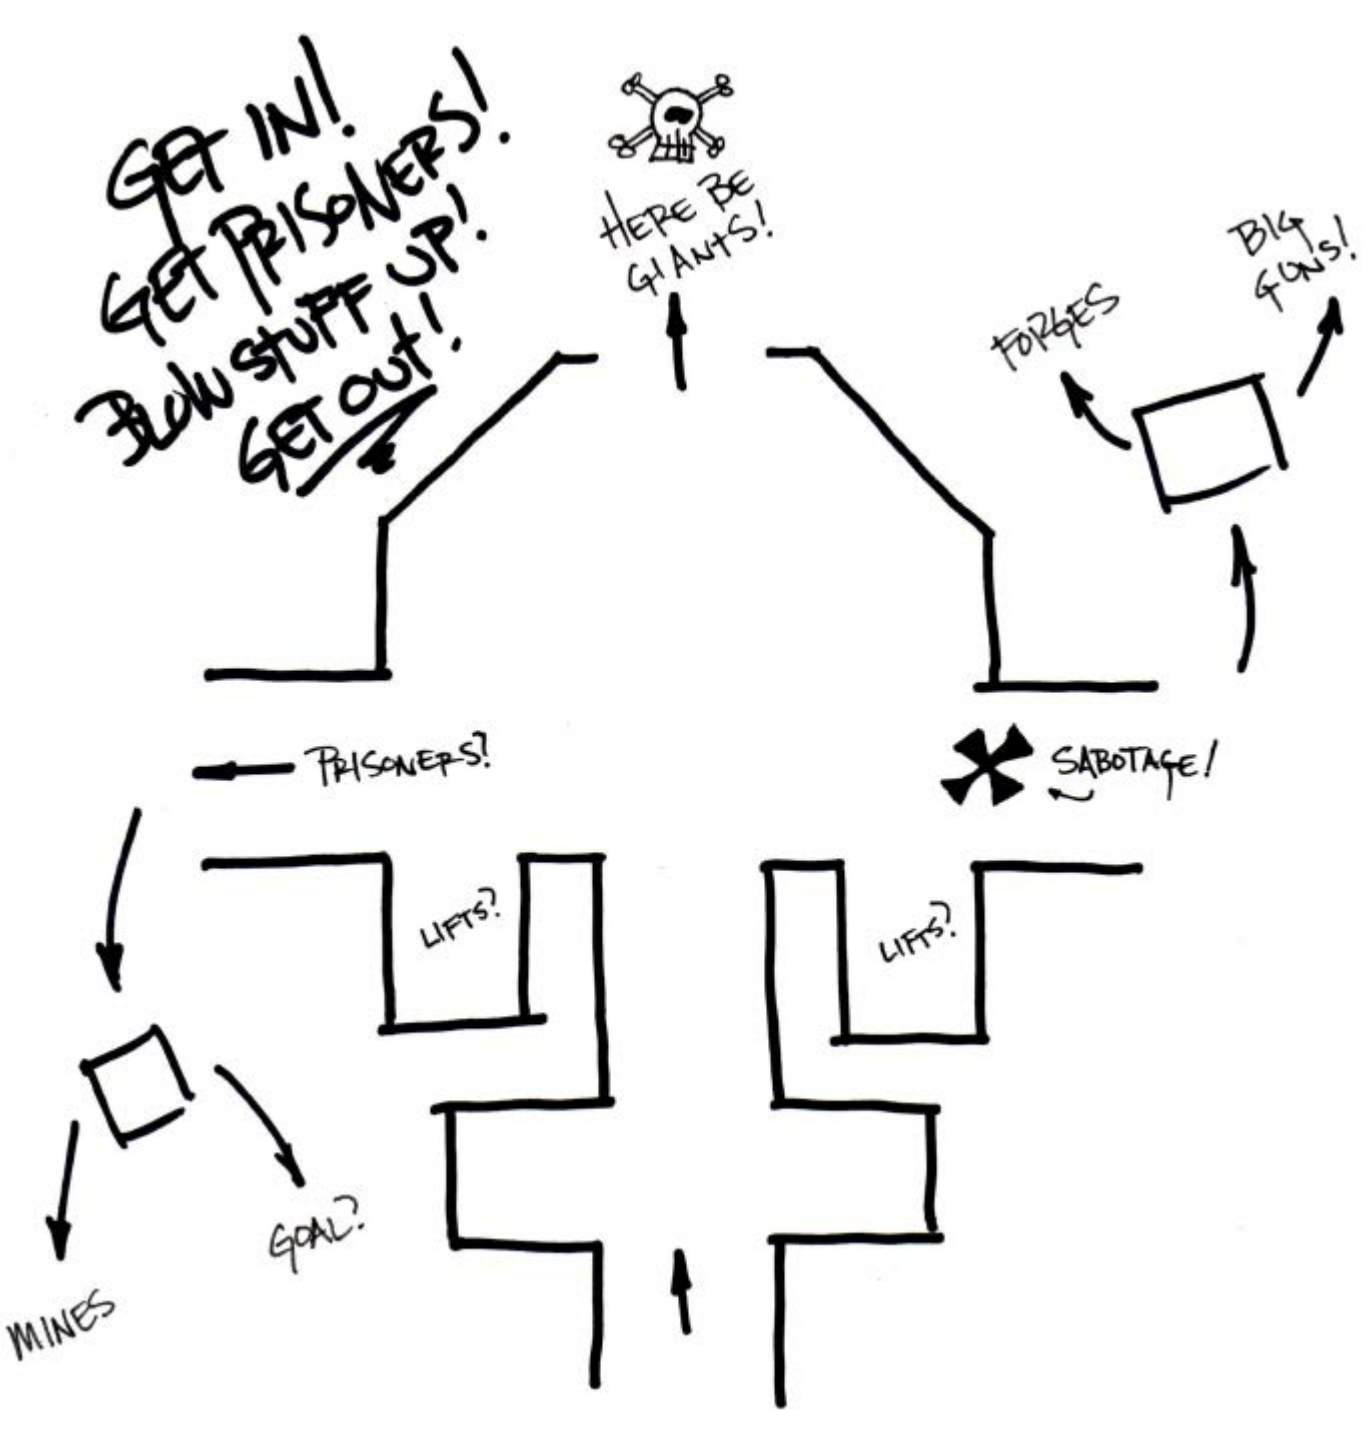 GET IN!
GET PRISONERS!
BLOW STUFF UP!
GET OUT!
HERE BE
GIANTS!
BIG
GUNS!
FORGES
PRISONERS?
SABOTAGE!
LIFTS?
LIFTS?
GOAL?
MINES